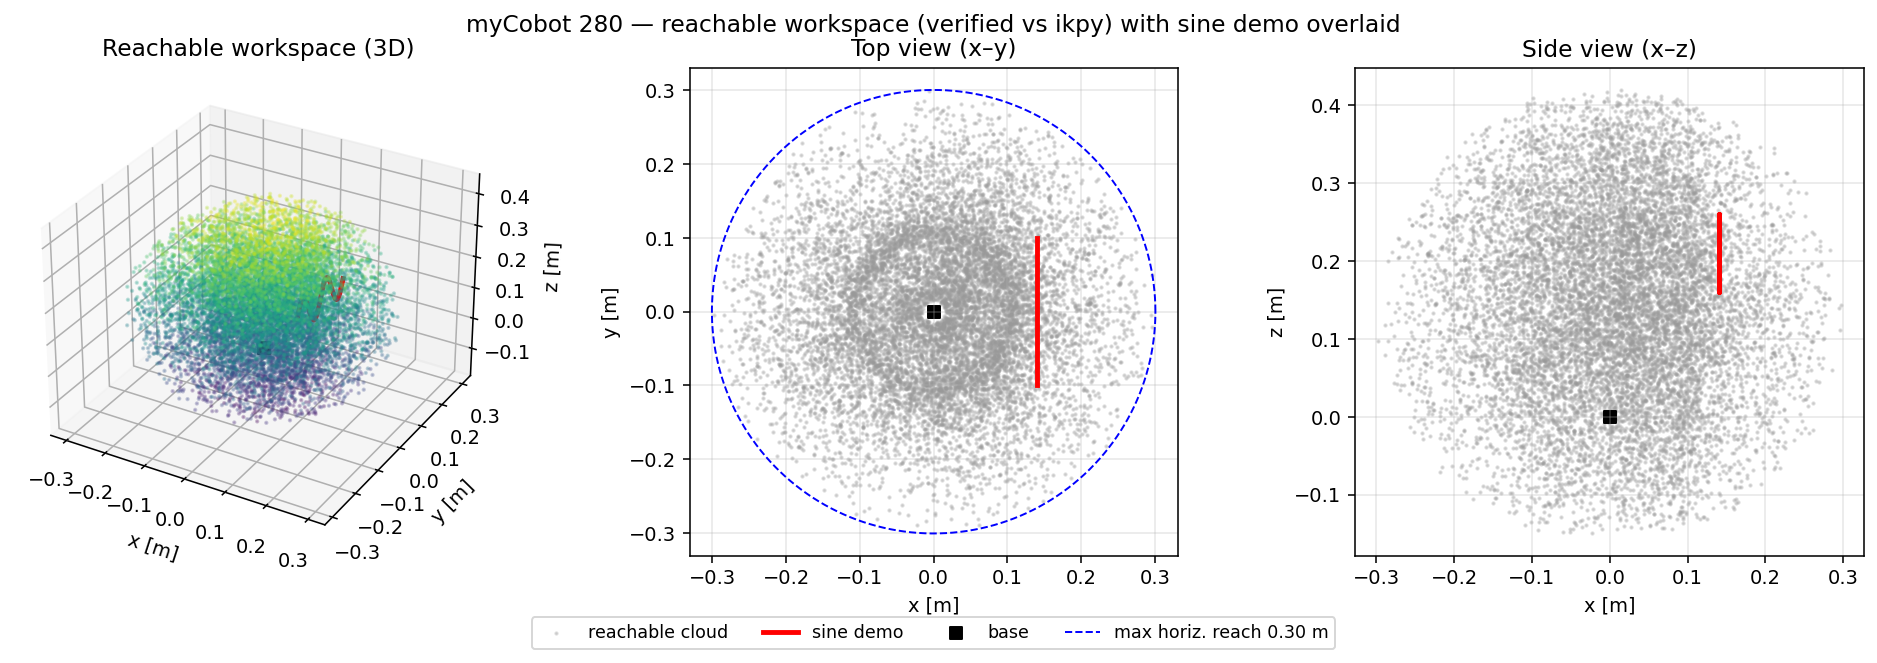 myCobot 280 — reachable workspace (verified vs ikpy) with sine demo overlaid
Reachable workspace (3D)
0.4
0.3
0.2
0.1
0.0
−0.1
z [m]
0.3
0.2
0.1
0.0
−0.1
−0.2
−0.3
y [m]
−0.3
−0.2
−0.1
0.0
0.1
0.2
0.3
x [m]
Top view (x–y)
0.3
0.2
0.1
0.0
−0.1
−0.2
−0.3
y [m]
−0.3 −0.2 −0.1 0.0 0.1 0.2 0.3
x [m]
Side view (x–z)
0.4
0.3
0.2
0.1
0.0
−0.1
z [m]
−0.3 −0.2 −0.1 0.0 0.1 0.2 0.3
x [m]
reachable cloud sine demo base max horiz. reach 0.30 m